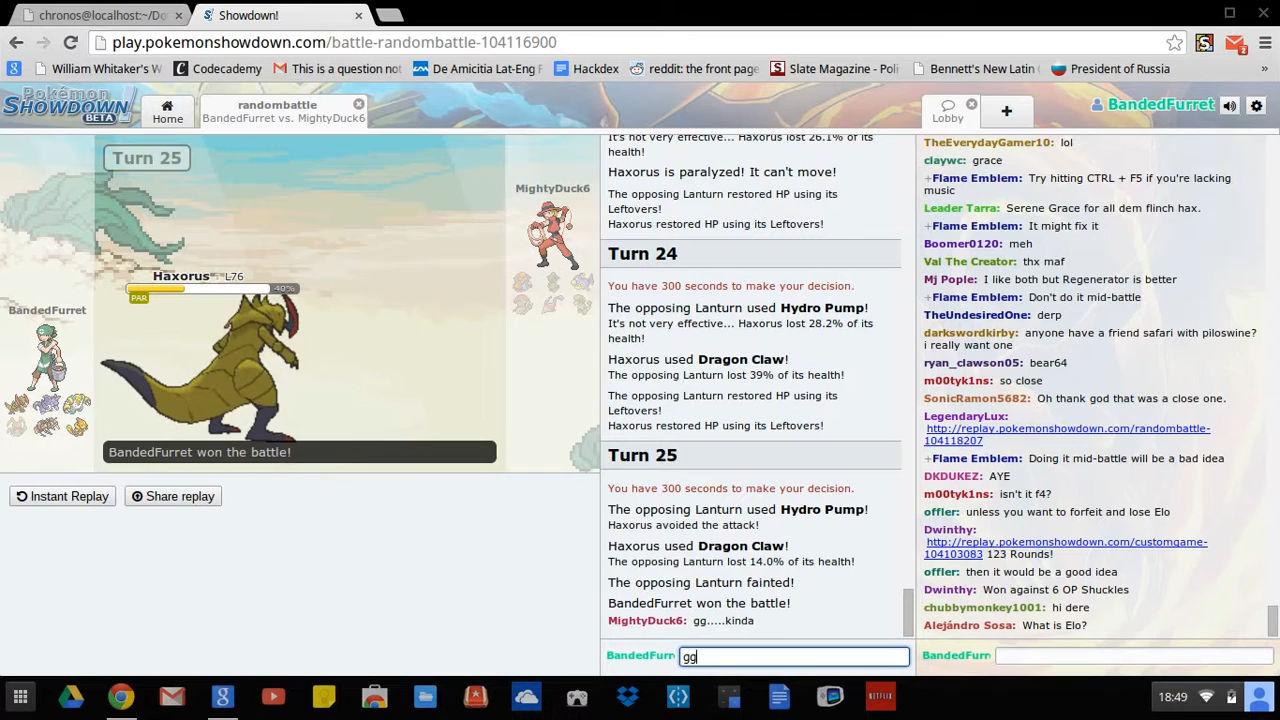 chronos@localhost:~/Do
Showdown!
play.pokemonshowdown.com/battle-randombattle-104116900
William Whitaker's W
Codecademy
This is a question not
De Amicitia Lat-Eng F
Hackdex
reddit: the front page
Slate Magazine - Poli
Bennett's New Latin
President of Russia
»
Pokémon
SHOWDOWN
BETA
Home
randombattle
BandedFurret vs. MightyDuck6
Lobby
BandedFurret
Turn 25
MightyDuck6
Haxorus L76
40%
PAR
BandedFurret
BandedFurret won the battle!
Instant Replay
Share replay
It's not very effective... Haxorus lost 26.1% of its
health!
Haxorus is paralyzed! It can't move!
The opposing Lanturn restored HP using its
Leftovers!
Haxorus restored HP using its Leftovers!
Turn 24
You have 300 seconds to make your decision.
The opposing Lanturn used Hydro Pump!
It's not very effective... Haxorus lost 28.2% of its
health!
Haxorus used Dragon Claw!
The opposing Lanturn lost 39% of its health!
The opposing Lanturn restored HP using its
Leftovers!
Haxorus restored HP using its Leftovers!
Turn 25
You have 300 seconds to make your decision.
The opposing Lanturn used Hydro Pump!
Haxorus avoided the attack!
Haxorus used Dragon Claw!
The opposing Lanturn lost 14.0% of its health!
The opposing Lanturn fainted!
BandedFurret won the battle!
MightyDuck6: gg.....kinda
BandedFurr
gg
TheEverydayGamer10: lol
claywc: grace
+Flame Emblem: Try hitting CTRL + F5 if you're lacking
music
Leader Tarra: Serene Grace for all dem flinch hax.
+Flame Emblem: It might fix it
Boomer0120: meh
Val The Creator: thx maf
Mj Pople: I like both but Regenerator is better
+Flame Emblem: Don't do it mid-battle
TheUndesiredOne: derp
darkswordkirby: anyone have a friend safari with piloswine?
i really want one
ryan_clawson05: bear64
m00tyk1ns: so close
SonicRamon5682: Oh thank god that was a close one.
LegendaryLux:
http://replay.pokemonshowdown.com/randombattle-
104118207
+Flame Emblem: Doing it mid-battle will be a bad idea
DKDUKEZ: AYE
m00tyk1ns: isn't it f4?
offler: unless you want to forfeit and lose Elo
Dwinthy:
http://replay.pokemonshowdown.com/customgame-
104103083 123 Rounds!
offler: then it would be a good idea
Dwinthy: Won against 6 OP Shuckles
chubbymonkey1001: hi dere
Alejándro Sosa: What is Elo?
BandedFurr
18:49
NETFLIX